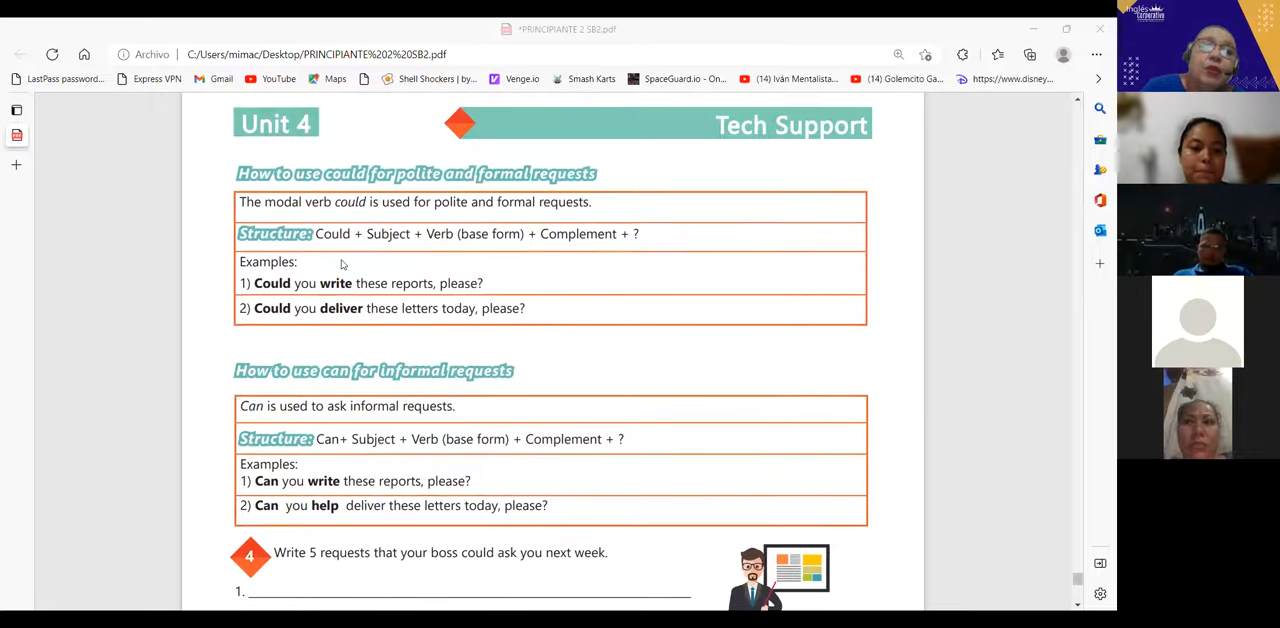 *PRINCIPIANTE 2 SB2.pdf
Archivo C:/Users/mimac/Desktop/PRINCIPIANTE%202%20SB2.pdf
LastPass password... Express VPN Gmail YouTube Maps Shell Shockers | by... Venge.io Smash Karts SpaceGuard.io - On... (14) Iván Mentalista... (14) Golemcito Ga... https://www.disney...
Inglés Corporativo
Unit 4 Tech Support
How to use could for polite and formal requests
The modal verb could is used for polite and formal requests.
Structure: Could + Subject + Verb (base form) + Complement + ?
Examples:
1) Could you write these reports, please?
2) Could you deliver these letters today, please?
How to use can for informal requests
Can is used to ask informal requests.
Structure: Can+ Subject + Verb (base form) + Complement + ?
Examples:
1) Can you write these reports, please?
2) Can you help deliver these letters today, please?
4 Write 5 requests that your boss could ask you next week.
1.